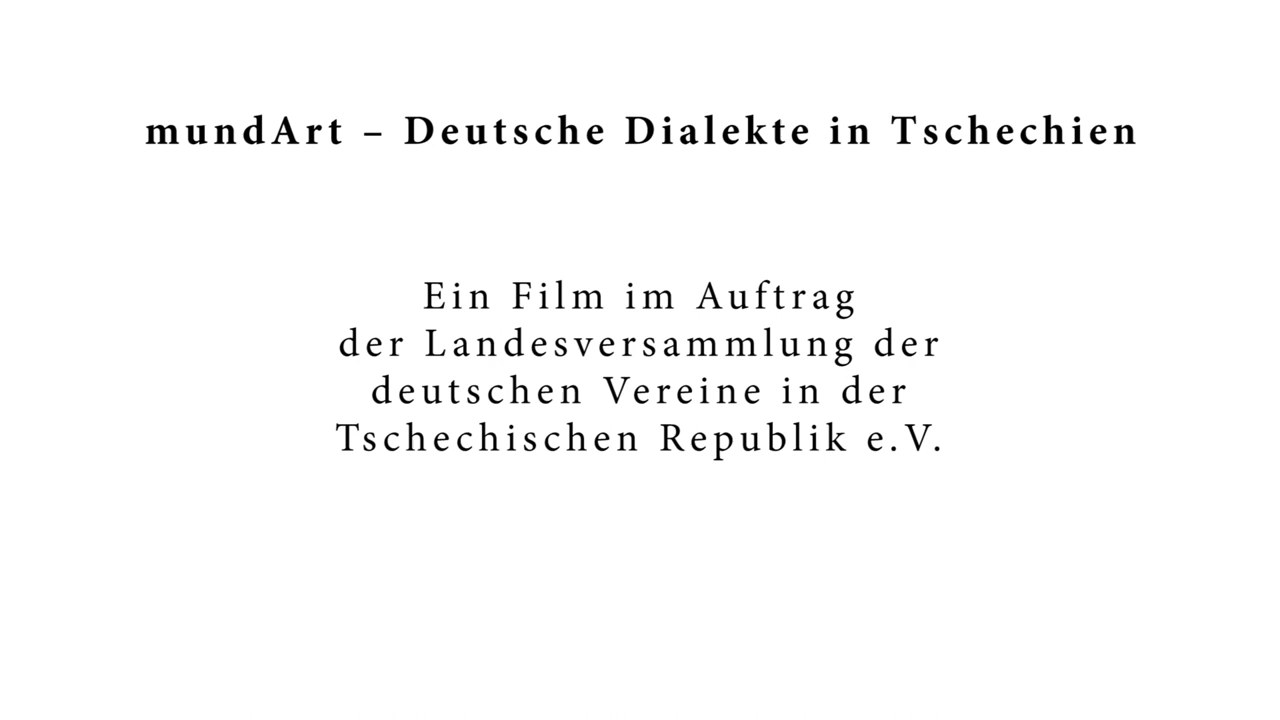 mundArt – Deutsche Dialekte in Tschechien
Ein Film im Auftrag
der Landesversammlung der
deutschen Vereine in der
Tschechischen Republik e.V.